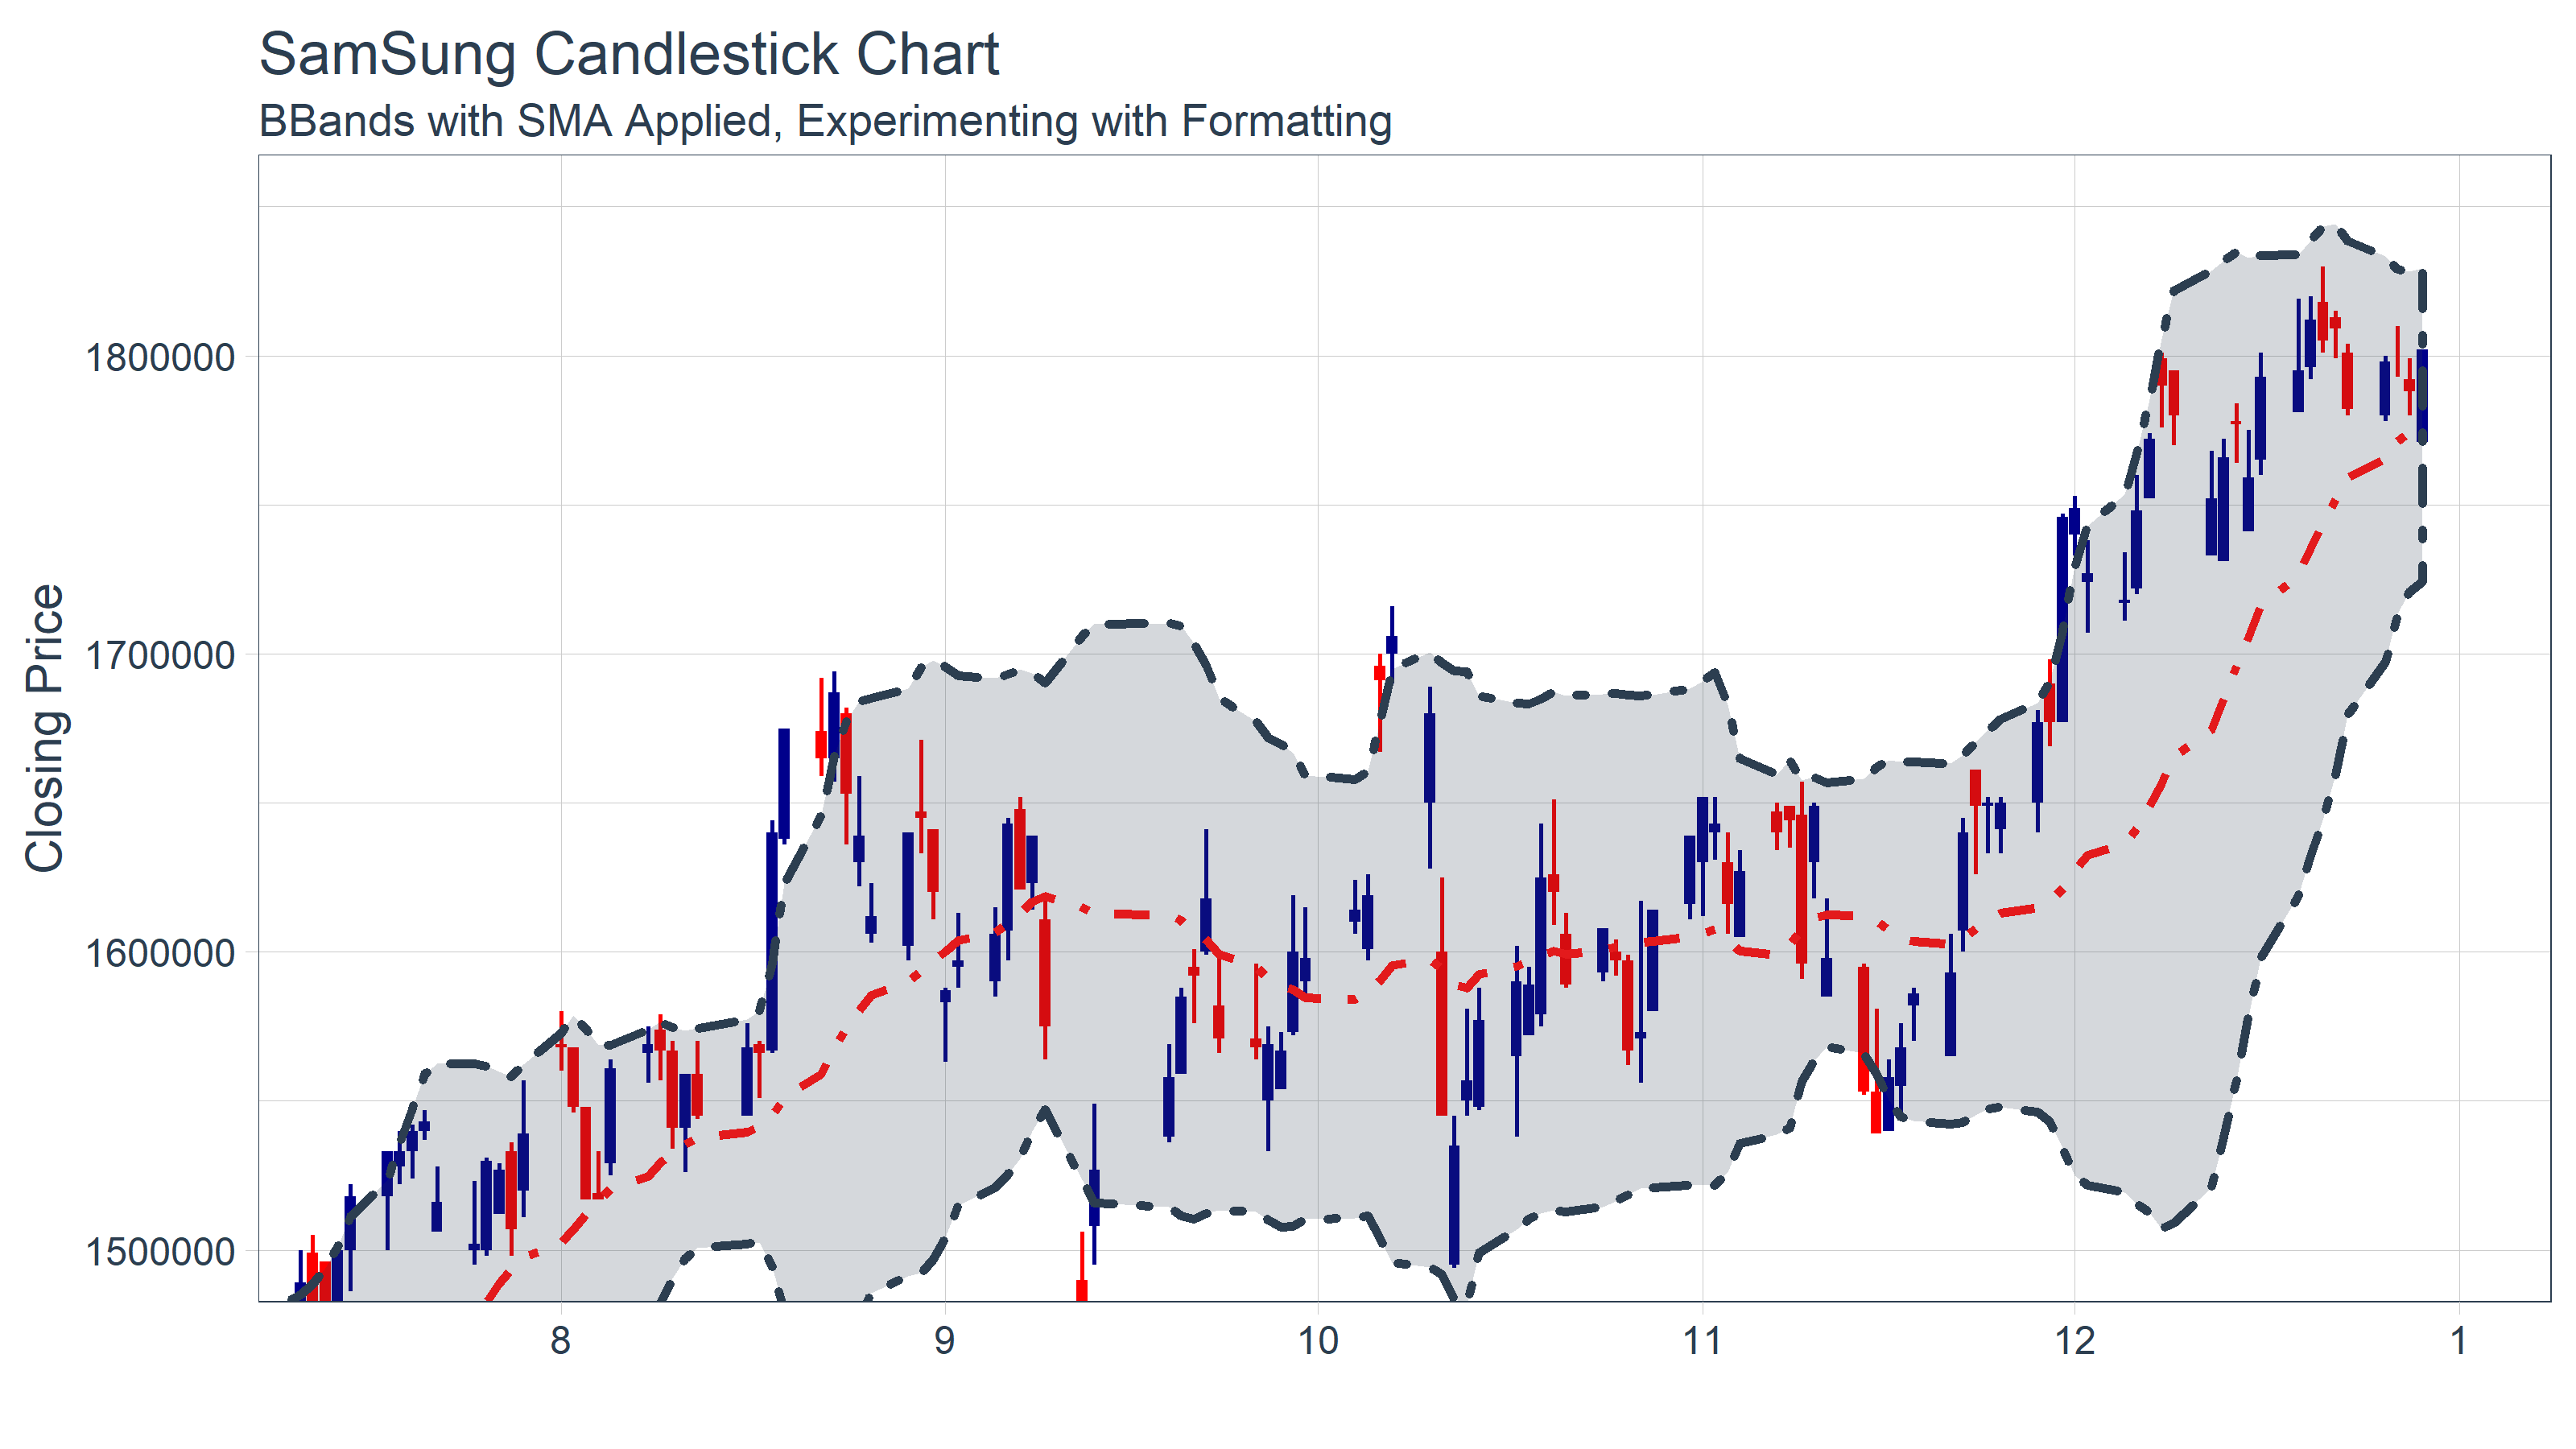 SamSung Candlestick Chart
BBands with SMA Applied, Experimenting with Formatting
Closing Price
1800000
1700000
1600000
1500000
8 9 10 11 12 1